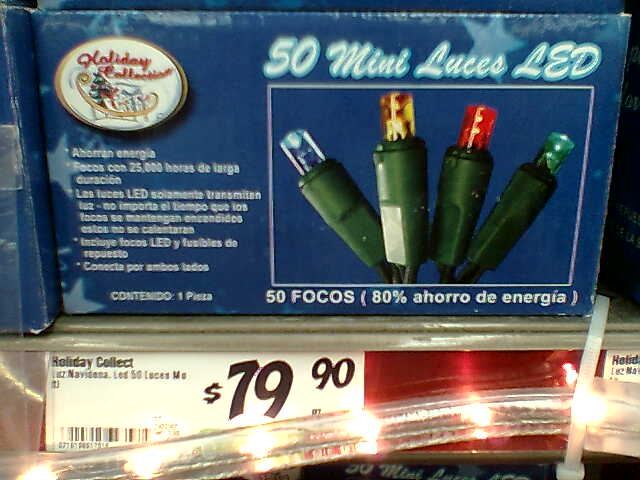 Holiday
Collection
50 Mini Luces LED
* Ahorran energía
* Focos con 25,000 horas de larga
duración
* Las luces LED solamente transmiten
luz - no importa el tiempo que los
focos se mantengan encendidos
estos no se calentaran
* Incluye focos LED y fusibles de
repuesto
* Conecta por ambos lados
CONTENIDO: 1 Pieza
50 FOCOS ( 80% ahorro de energía )
Holiday Collect
Luz Navidena, Led 50 Luces
$79 90
Holid
50 Mini Luces LED